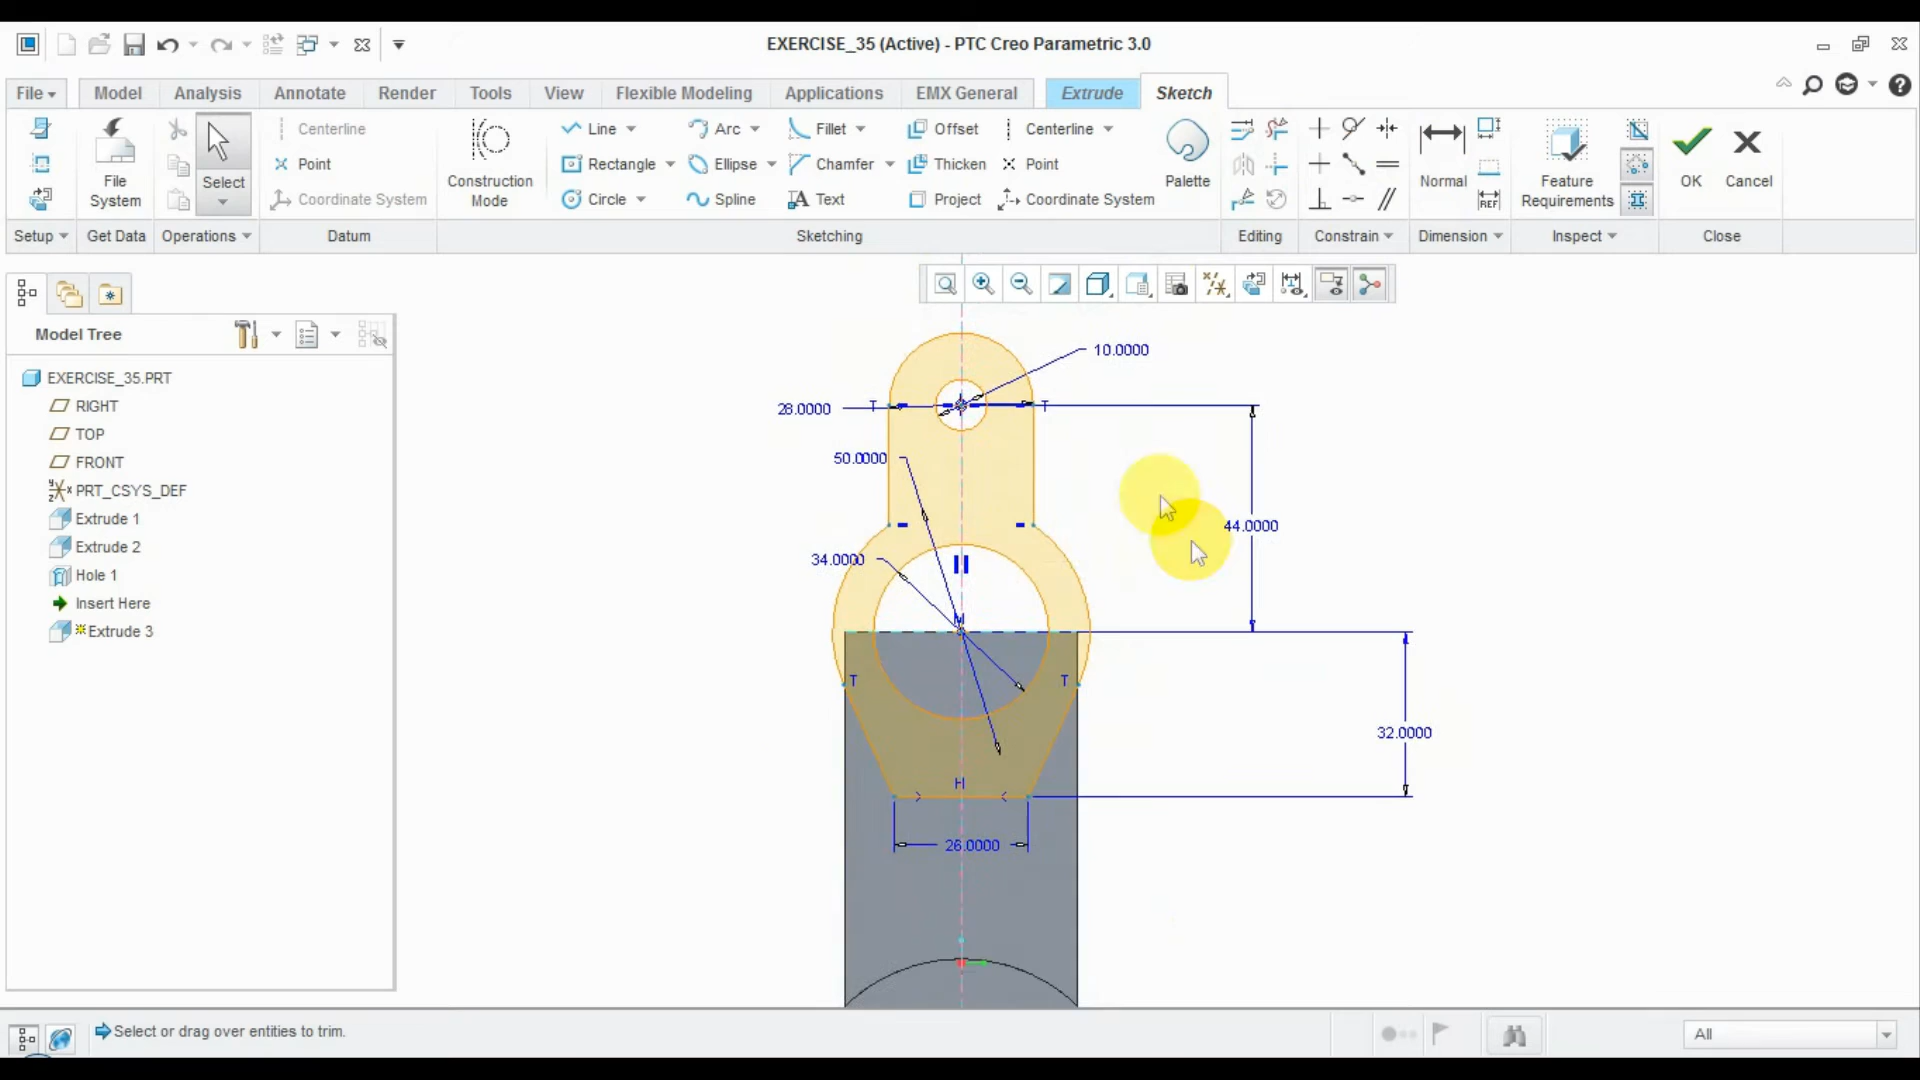 EXERCISE_35 (Active) - PTC Creo Parametric 3.0
File Model Analysis Annotate Render Tools View Flexible Modeling Applications EMX General Extrude Sketch
Centerline Line Arc Fillet Offset Centerline
Point Rectangle Ellipse Chamfer Thicken Point
File System Select Coordinate System Construction Mode Circle Spline Text Project Coordinate System Palette Normal REF Feature Requirements OK Cancel
Setup Get Data Operations Datum Sketching Editing Constrain Dimension Inspect Close
Model Tree
EXERCISE_35.PRT
RIGHT
TOP
FRONT
PRT_CSYS_DEF
Extrude 1
Extrude 2
Hole 1
Insert Here
Extrude 3
10.0000
28.0000 T T
50.0000
44.0000
34.0000
H
T T
32.0000
H
26.0000
Select or drag over entities to trim.
All